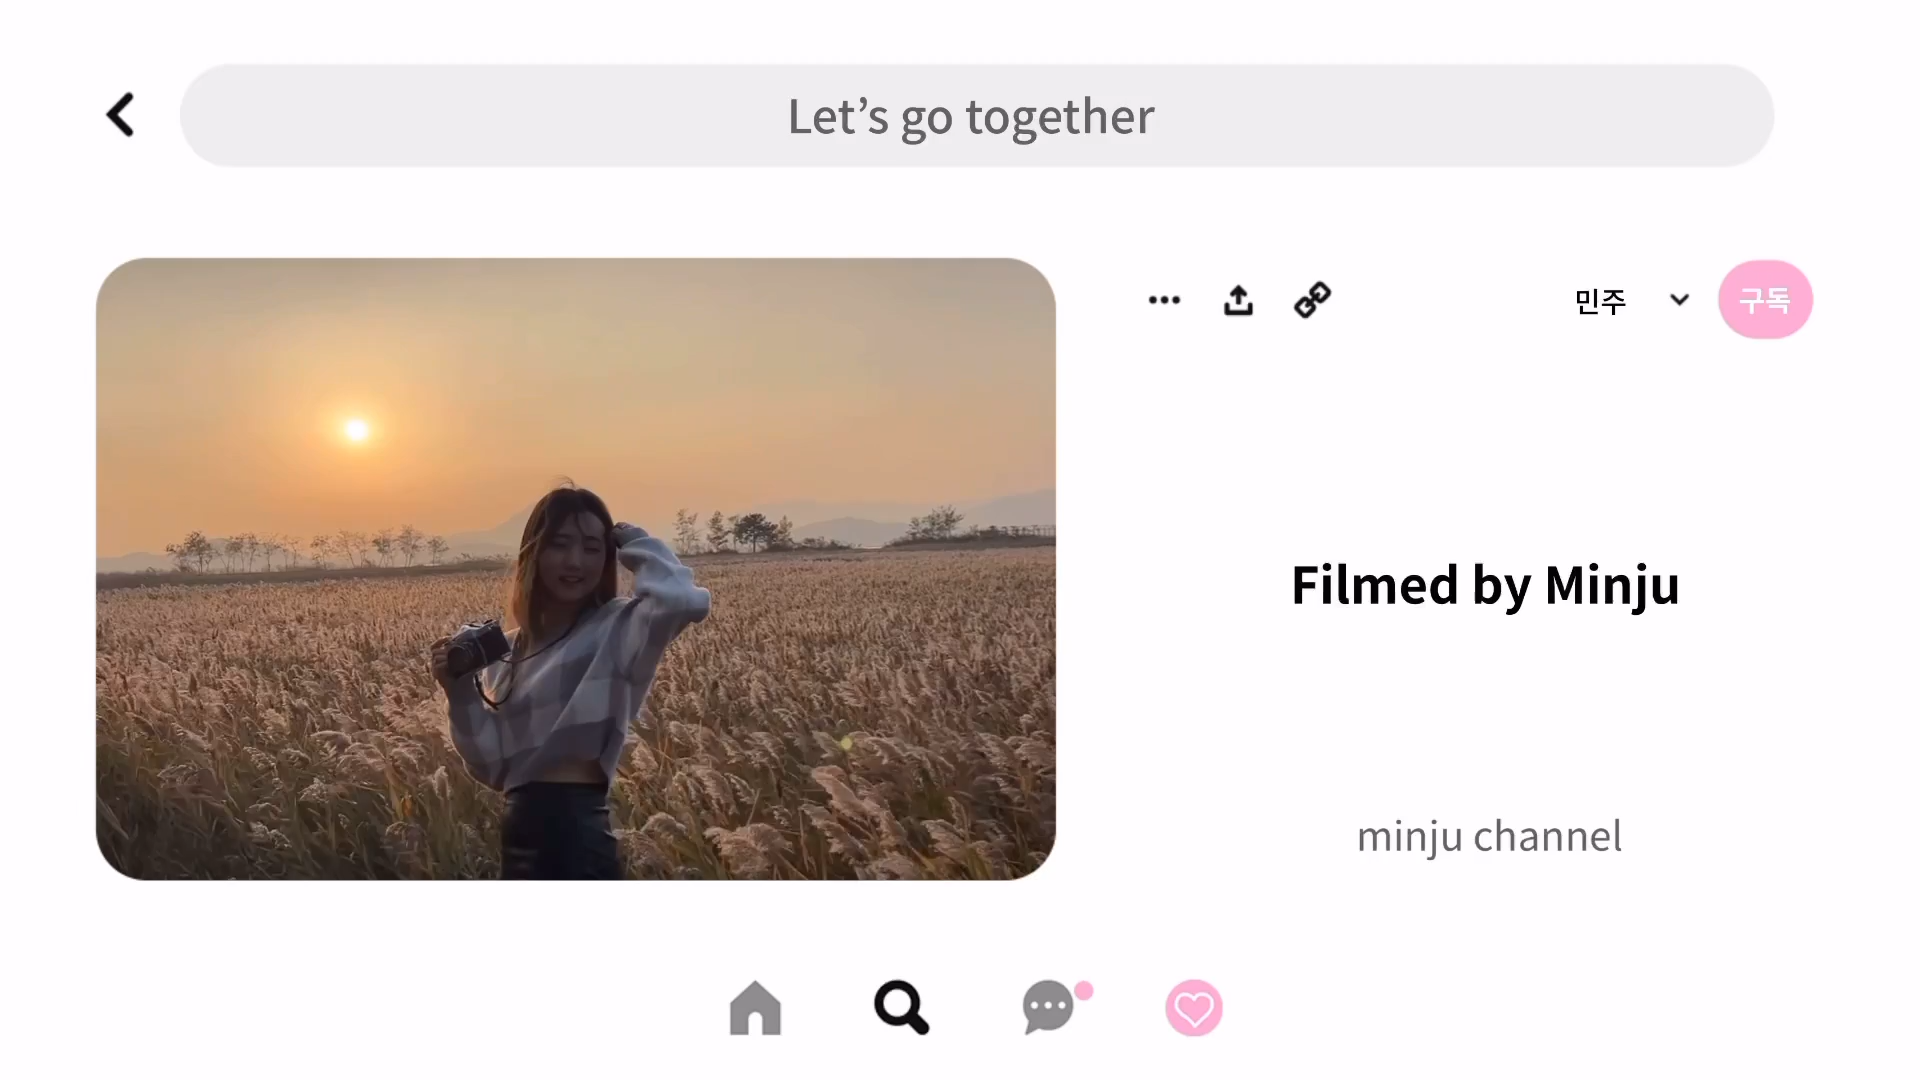 Let’s go together
민주
구독
Filmed by Minju
minju channel